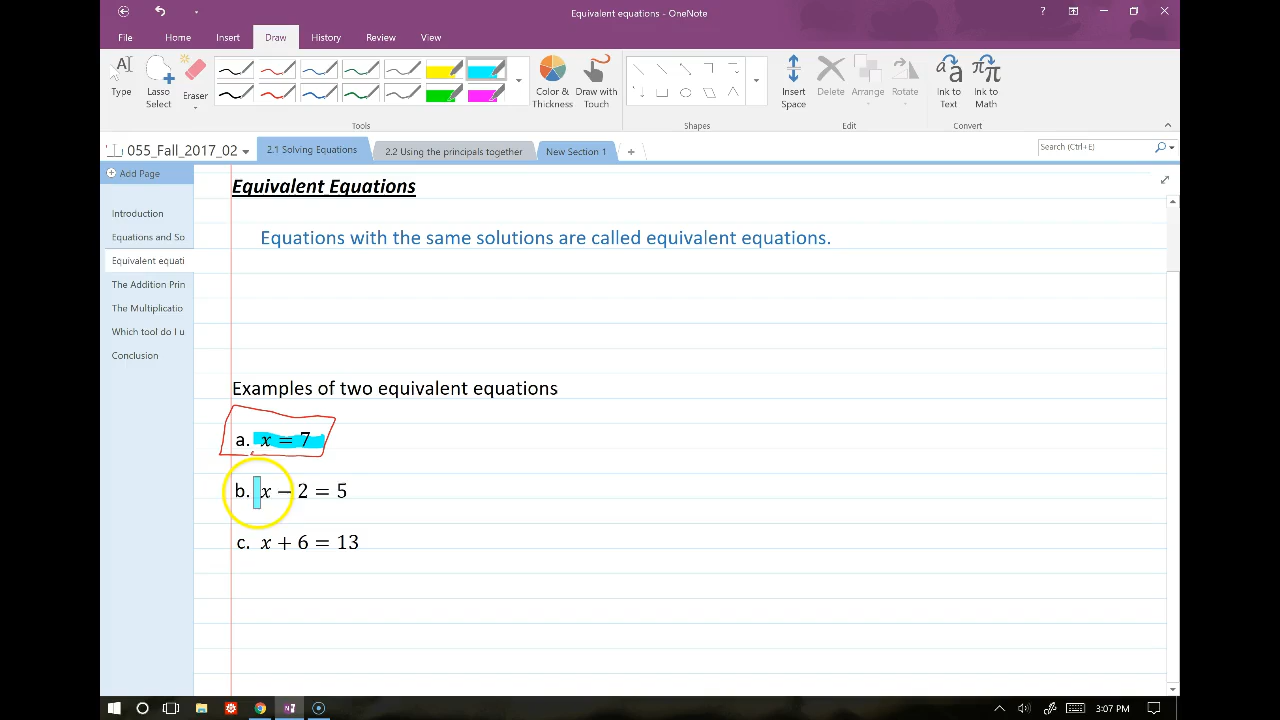 Equivalent equations - OneNote
?
File Home Insert Draw History Review View
Type
Lasso Select
Eraser
Color & Thickness
Draw with Touch
Insert Space
Delete
Arrange
Rotate
Ink to Text
Ink to Math
Tools Shapes Edit Convert
055_Fall_2017_02
2.1 Solving Equations
2.2 Using the principals together
New Section 1
Search (Ctrl+E)
Add Page
Introduction
Equations and So
Equivalent equati
The Addition Prin
The Multiplicatio
Which tool do I u
Conclusion
Equivalent Equations
Equations with the same solutions are called equivalent equations.
Examples of two equivalent equations
a. x = 7
b. x − 2 = 5
c. x + 6 = 13
3:07 PM